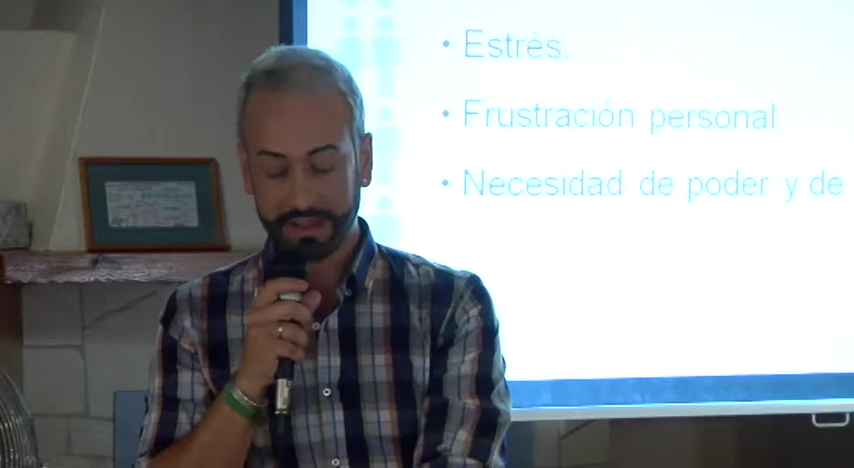 • Estrés.
• Frustración personal
• Necesidad de poder y de